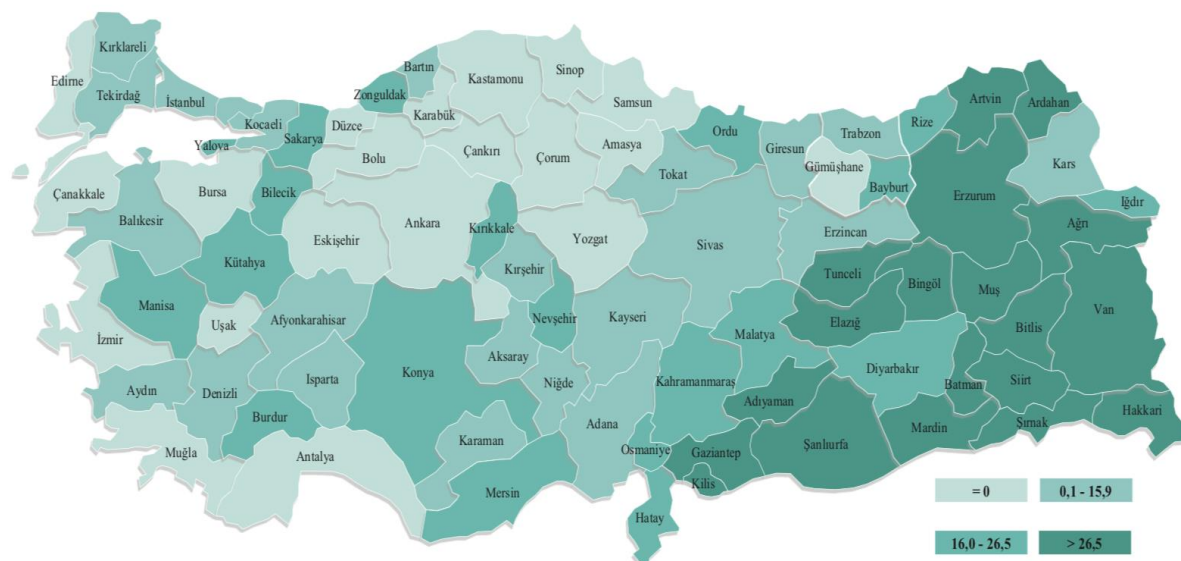 Kırklareli
Edirne
Tekirdağ
İstanbul
Kocaeli
Yalova
Sakarya
Düzce
Bolu
Zonguldak
Bartın
Karabük
Kastamonu
Sinop
Samsun
Çankırı
Çorum
Amasya
Ordu
Tokat
Giresun
Trabzon
Gümüşhane
Rize
Bayburt
Artvin
Ardahan
Kars
Erzurum
Iğdır
Ağrı
Çanakkale
Balıkesir
Bursa
Bilecik
Kütahya
Eskişehir
Ankara
Kırıkkale
Kırşehir
Yozgat
Sivas
Erzincan
Tunceli
Bingöl
Muş
Van
Bitlis
Elazığ
Manisa
Uşak
Afyonkarahisar
İzmir
Nevşehir
Kayseri
Malatya
Diyarbakır
Batman
Siirt
Aksaray
Konya
Isparta
Denizli
Aydın
Niğde
Kahramanmaraş
Adıyaman
Şanlıurfa
Mardin
Şırnak
Hakkari
Burdur
Muğla
Antalya
Karaman
Mersin
Adana
Osmaniye
Gaziantep
Kilis
Hatay
= 0
0,1 - 15,9
16,0 - 26,5
> 26,5